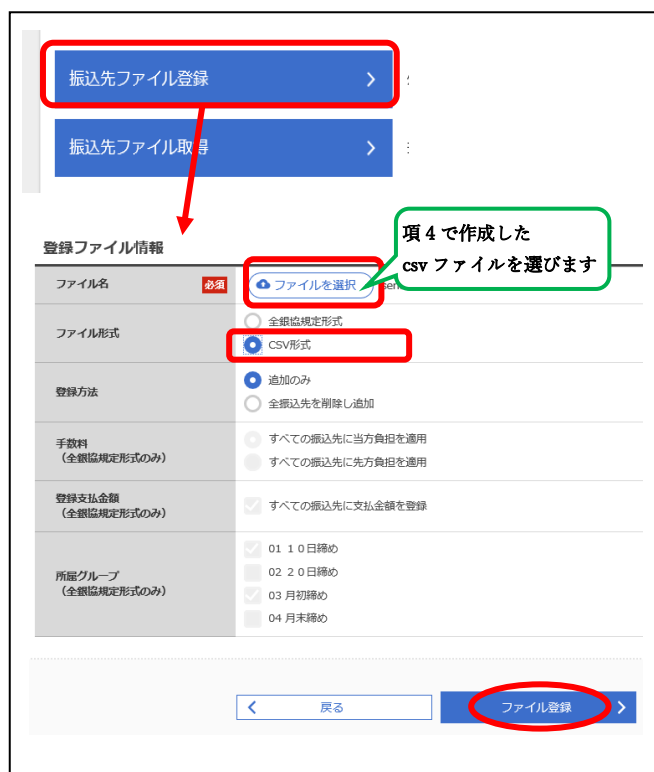 振込先ファイル登録
振込先ファイル取得
項4で作成した
csv ファイルを選びます
登録ファイル情報
ファイル名 必須 ファイルを選択
ファイル形式
全銀協規定形式
CSV形式
登録方法
追加のみ
全振込先を削除し追加
手数料
(全銀協規定形式のみ)
すべての振込先に当方負担を適用
すべての振込先に先方負担を適用
登録支払金額
(全銀協規定形式のみ)
すべての振込先に支払金額を登録
所属グループ
(全銀協規定形式のみ)
01 10日締め
02 20日締め
03 月初締め
04 月末締め
戻る
ファイル登録